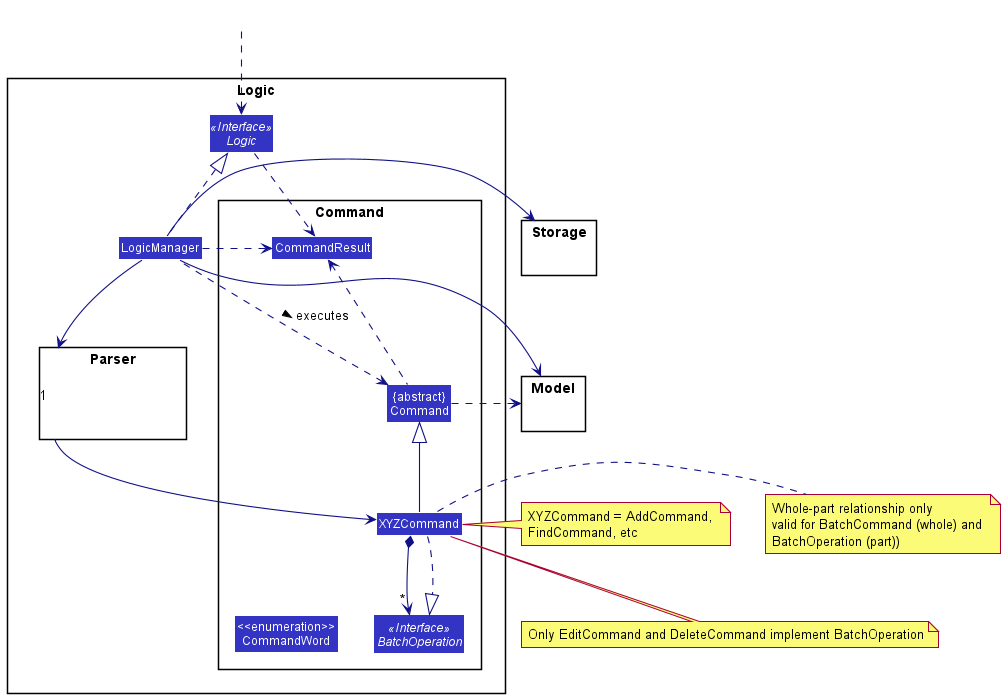 Logic
«Interface»
Logic
Command
LogicManager
CommandResult
Storage
executes
Parser
1
{abstract}
Command
Model
XYZCommand
XYZCommand = AddCommand,
FindCommand, etc
Whole-part relationship only
valid for BatchCommand (whole) and
BatchOperation (part))
*
<<enumeration>>
CommandWord
«Interface»
BatchOperation
Only EditCommand and DeleteCommand implement BatchOperation